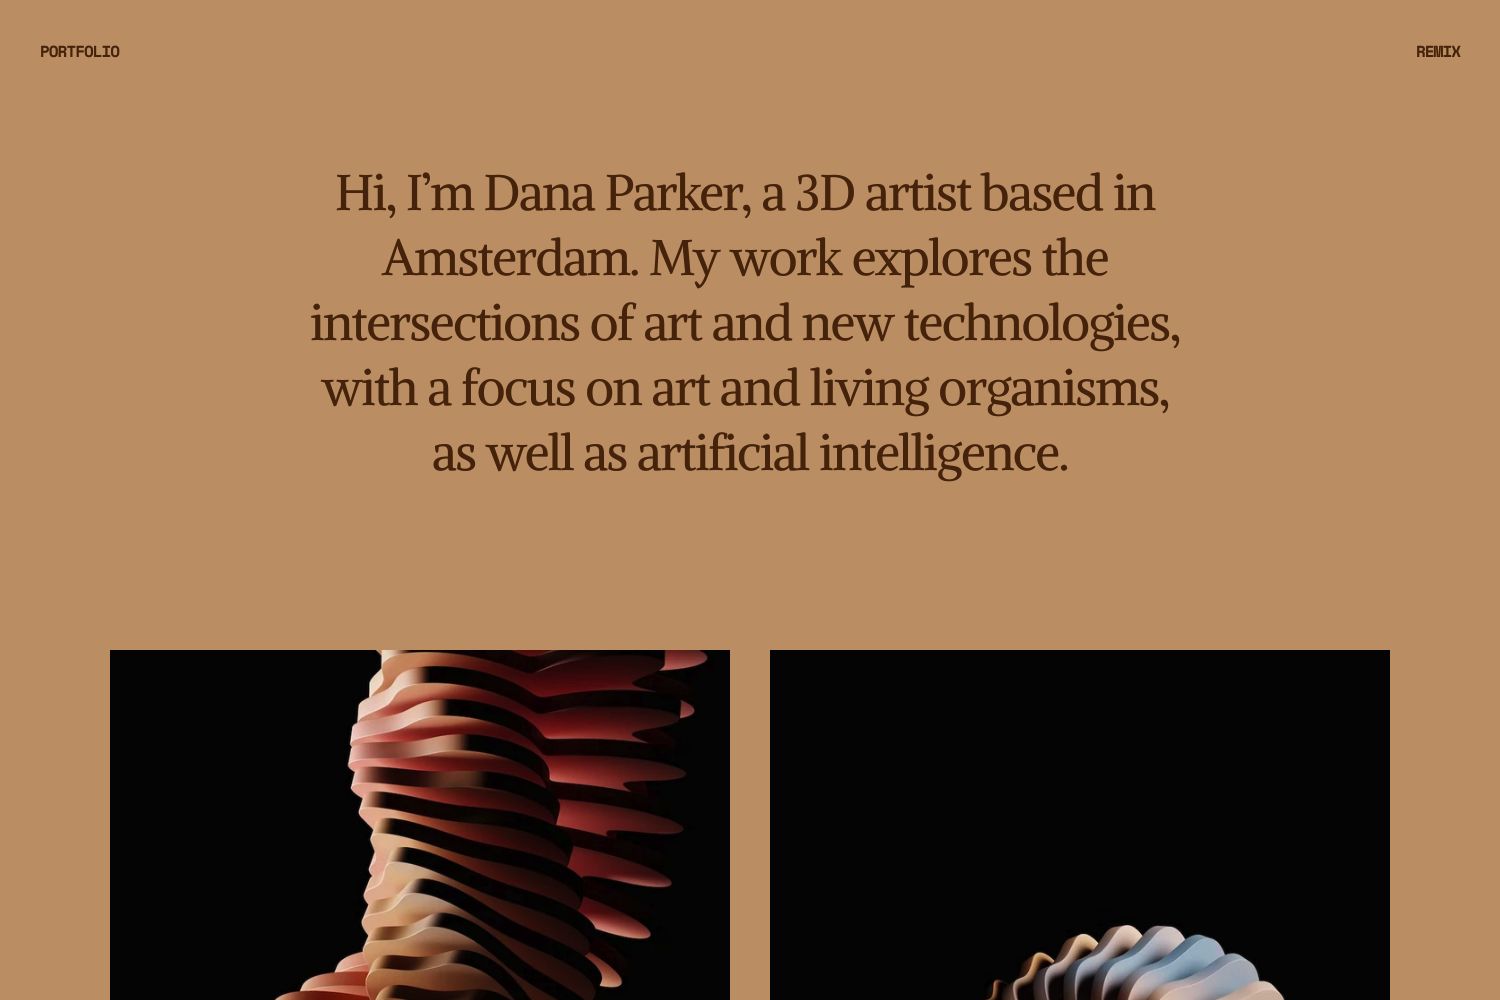 PORTFOLIO
REMIX
Hi, I’m Dana Parker, a 3D artist based in
Amsterdam. My work explores the
intersections of art and new technologies,
with a focus on art and living organisms,
as well as artificial intelligence.